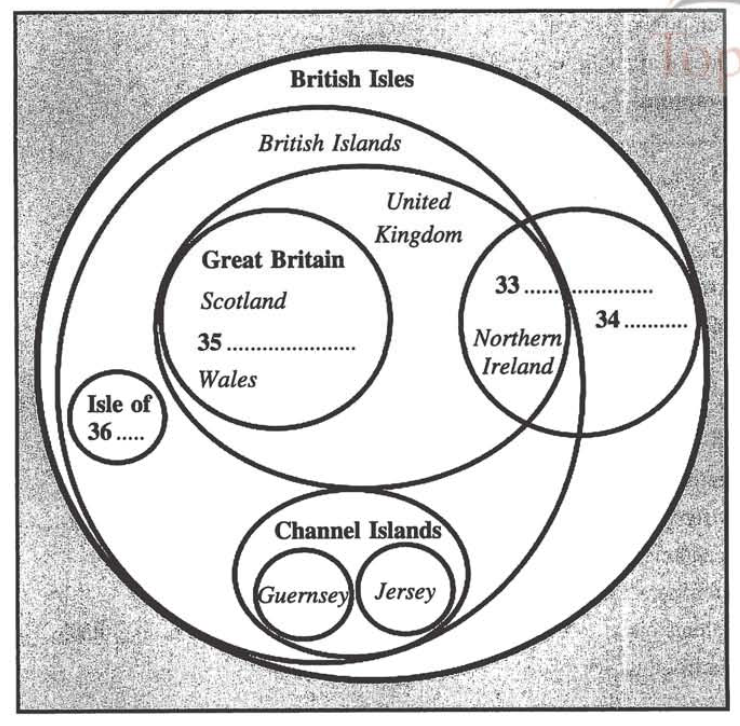 Top
British Isles
British Islands
United
Kingdom
Great Britain
Scotland
35 ......................
Wales
33 ......................
34 ...........
Northern
Ireland
Isle of
36 .....
Channel Islands
Guernsey
Jersey